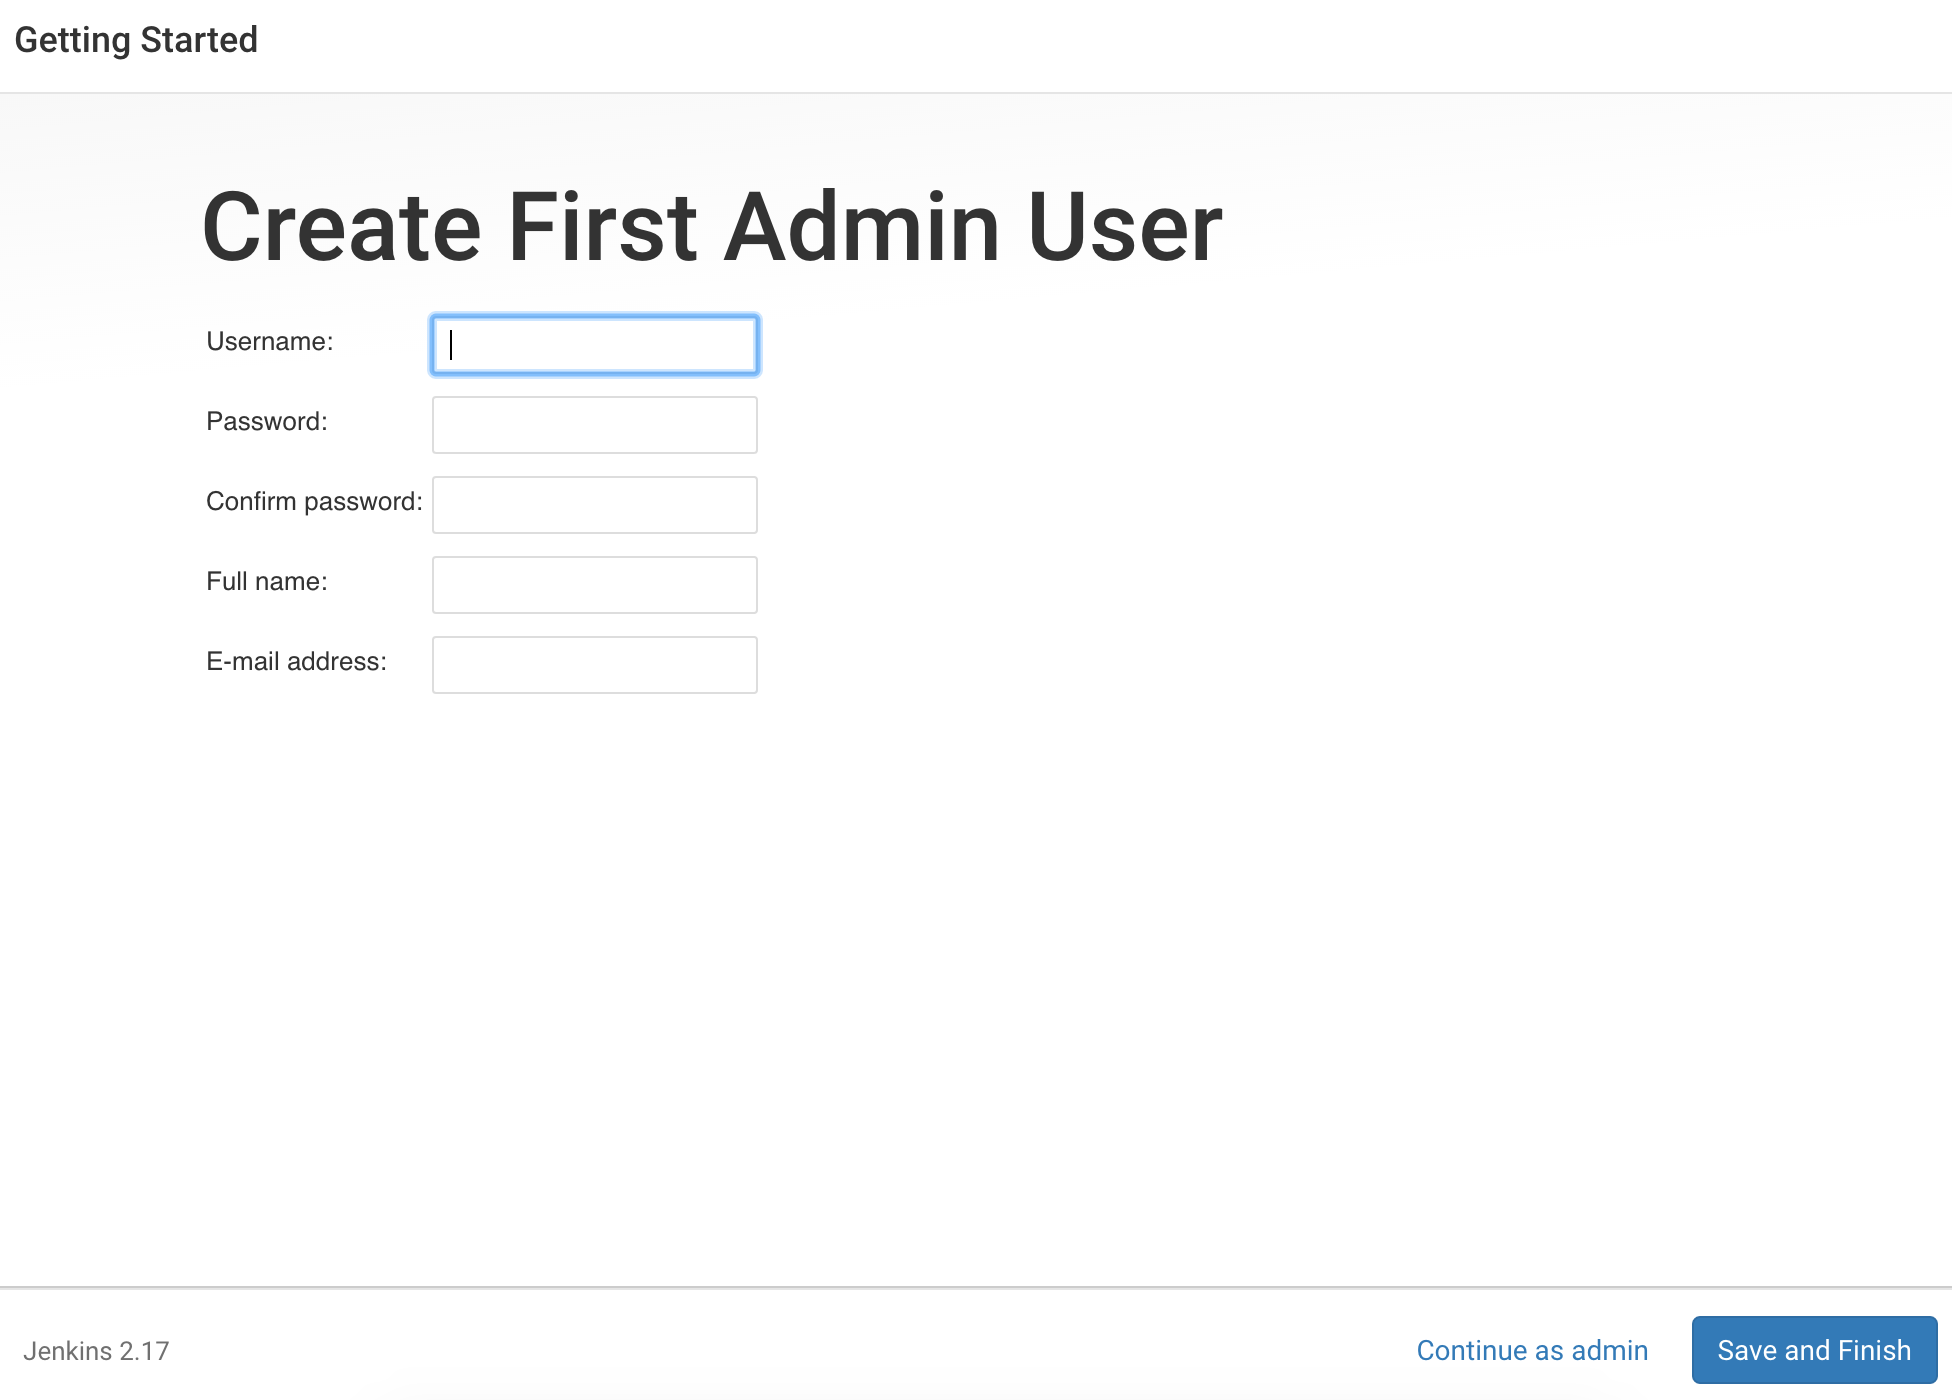 Getting Started
Create First Admin User
Username:
Password:
Confirm password:
Full name:
E-mail address:
Jenkins 2.17
Continue as admin
Save and Finish